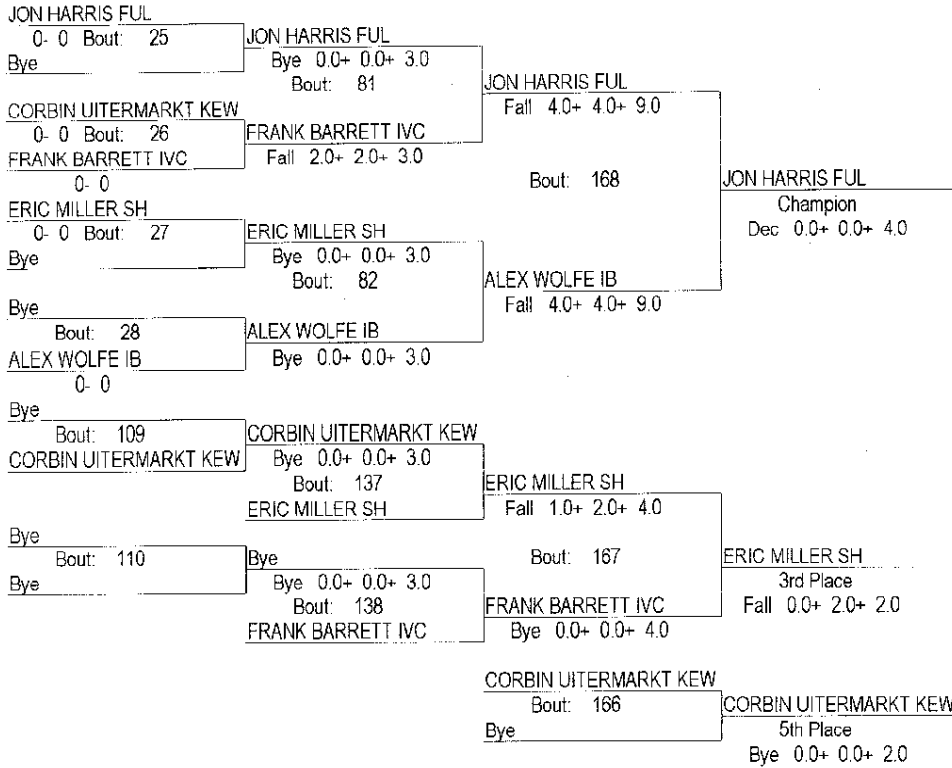 JON HARRIS FUL
0- 0 Bout: 25
Bye
JON HARRIS FUL
Bye 0.0+ 0.0+ 3.0
Bout: 81
CORBIN UITERMARKT KEW
0- 0 Bout: 26
FRANK BARRETT IVC
0- 0
FRANK BARRETT IVC
Fall 2.0+ 2.0+ 3.0
JON HARRIS FUL
Fall 4.0+ 4.0+ 9.0
Bout: 168
ERIC MILLER SH
0- 0 Bout: 27
Bye
ERIC MILLER SH
Bye 0.0+ 0.0+ 3.0
Bout: 82
Bye
Bout: 28
ALEX WOLFE IB
0- 0
ALEX WOLFE IB
Bye 0.0+ 0.0+ 3.0
ALEX WOLFE IB
Fall 4.0+ 4.0+ 9.0
JON HARRIS FUL
Champion
Dec 0.0+ 0.0+ 4.0
Bye
Bout: 109
CORBIN UITERMARKT KEW
CORBIN UITERMARKT KEW
Bye 0.0+ 0.0+ 3.0
Bout: 137
ERIC MILLER SH
ERIC MILLER SH
Fall 1.0+ 2.0+ 4.0
Bout: 167
Bye
Bout: 110
Bye
Bye
Bye 0.0+ 0.0+ 3.0
Bout: 138
FRANK BARRETT IVC
FRANK BARRETT IVC
Bye 0.0+ 0.0+ 4.0
ERIC MILLER SH
3rd Place
Fall 0.0+ 2.0+ 2.0
CORBIN UITERMARKT KEW
Bout: 166
Bye
CORBIN UITERMARKT KEW
5th Place
Bye 0.0+ 0.0+ 2.0